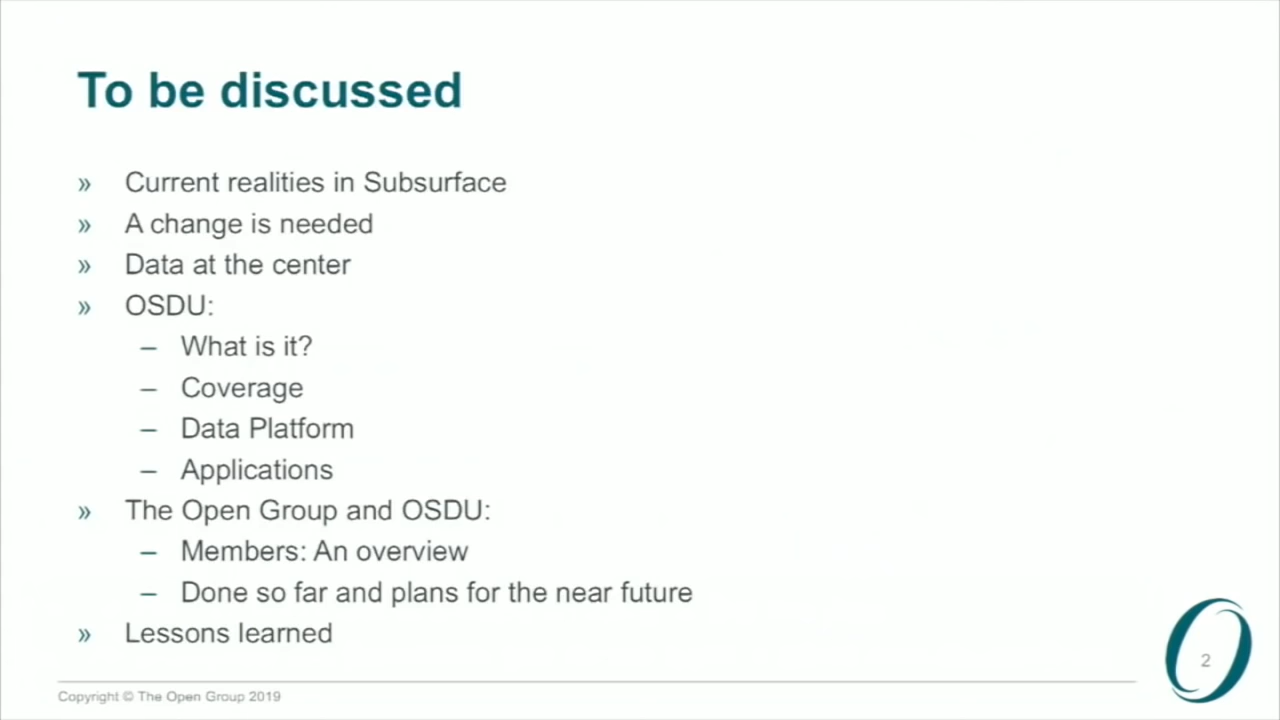 To be discussed
» Current realities in Subsurface
» A change is needed
» Data at the center
» OSDU:
– What is it?
– Coverage
– Data Platform
– Applications
» The Open Group and OSDU:
– Members: An overview
– Done so far and plans for the near future
» Lessons learned
2
Copyright © The Open Group 2019